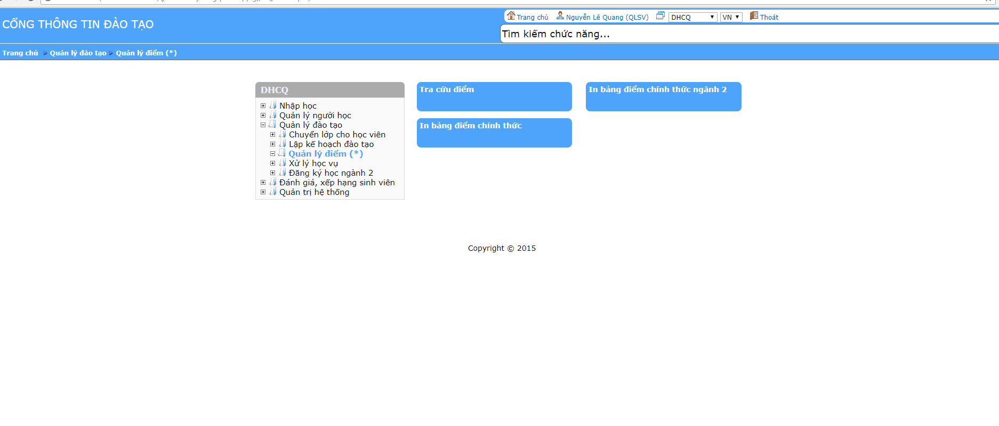 CỔNG THÔNG TIN ĐÀO TẠO
Trang chủ Nguyễn Lê Quang (QLSV) DHCQ VN Thoát
Tìm kiếm chức năng...
Trang chủ > Quản lý đào tạo > Quản lý điểm (*)
DHCQ
Nhập học
Quản lý người học
Quản lý đào tạo
Chuyển lớp cho học viên
Lập kế hoạch đào tạo
Quản lý điểm (*)
Xử lý học vụ
Đăng ký học ngành 2
Đánh giá, xếp hạng sinh viên
Quản trị hệ thống
Tra cứu điểm
In bảng điểm chính thức ngành 2
In bảng điểm chính thức
Copyright © 2015